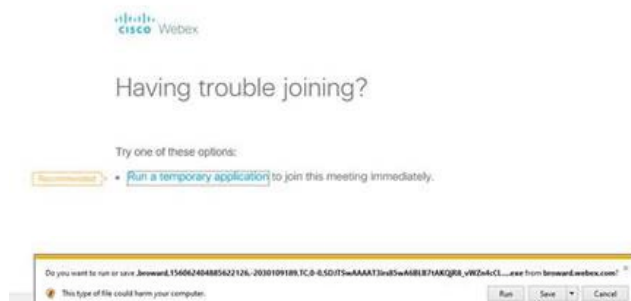 CISCO Webex
Having trouble joining?
Try one of these options:
Recommended
• Run a temporary application to join this meeting immediately.
Do you want to run or save from broward.webex.com?
This type of file could harm your computer.
Run Save Cancel